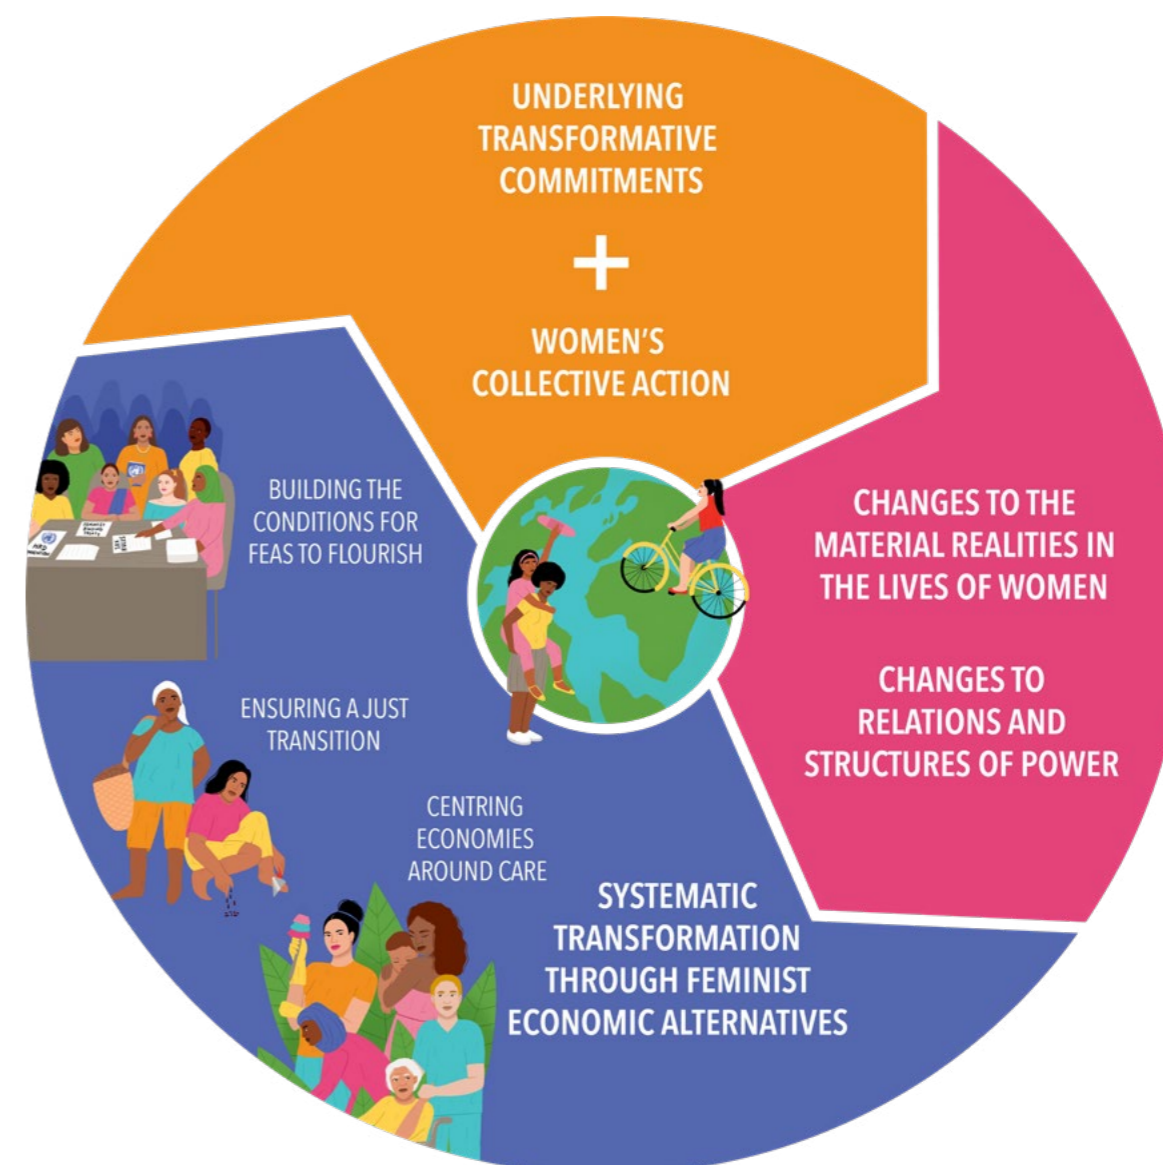 UNDERLYING
TRANSFORMATIVE
COMMITMENTS
+
WOMEN'S
COLLECTIVE ACTION
CHANGES TO THE
MATERIAL REALITIES IN
THE LIVES OF WOMEN
CHANGES TO
RELATIONS AND
STRUCTURES OF POWER
BUILDING THE
CONDITIONS FOR
FEAS TO FLOURISH
ENSURING A JUST
TRANSITION
CENTRING
ECONOMIES
AROUND CARE
SYSTEMATIC
TRANSFORMATION
THROUGH FEMINIST
ECONOMIC ALTERNATIVES